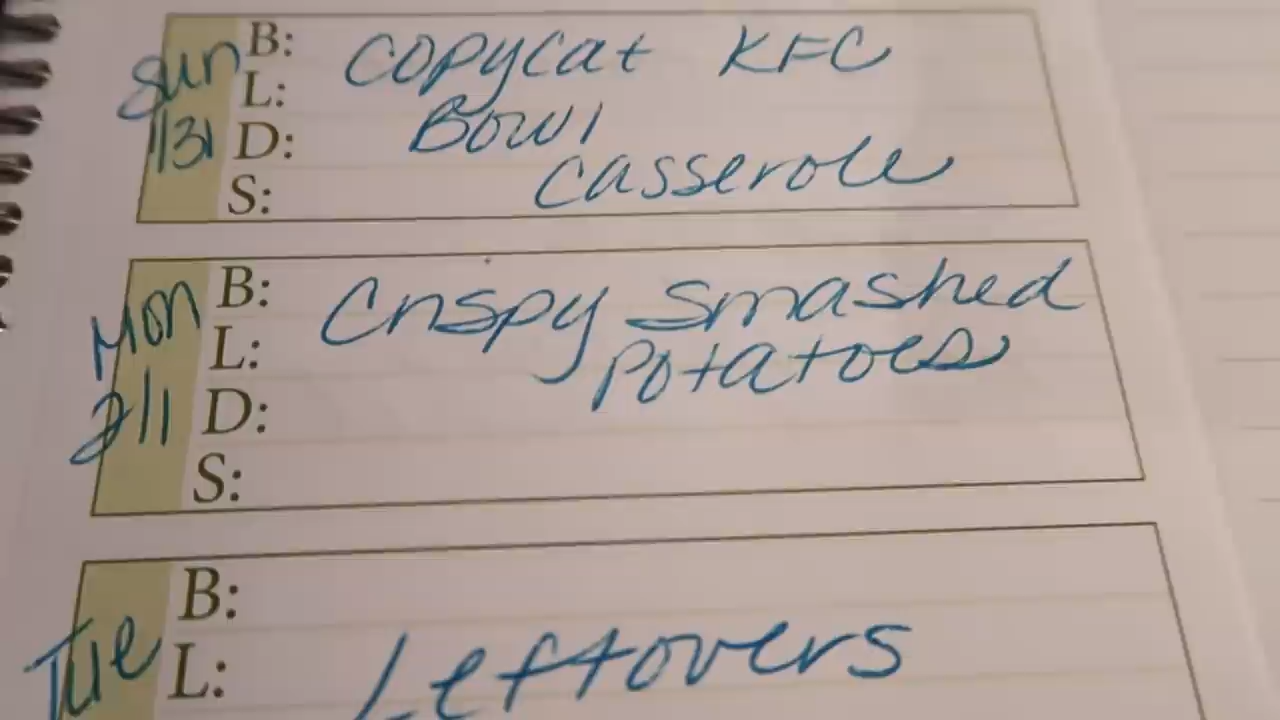 Sun
1/31
B: Copycat KFC
L: Bowl
D: Casserole
S:
Mon
2/1
B: Crispy Smashed
L: Potatoes
D:
S:
Tue
B:
L: Leftovers